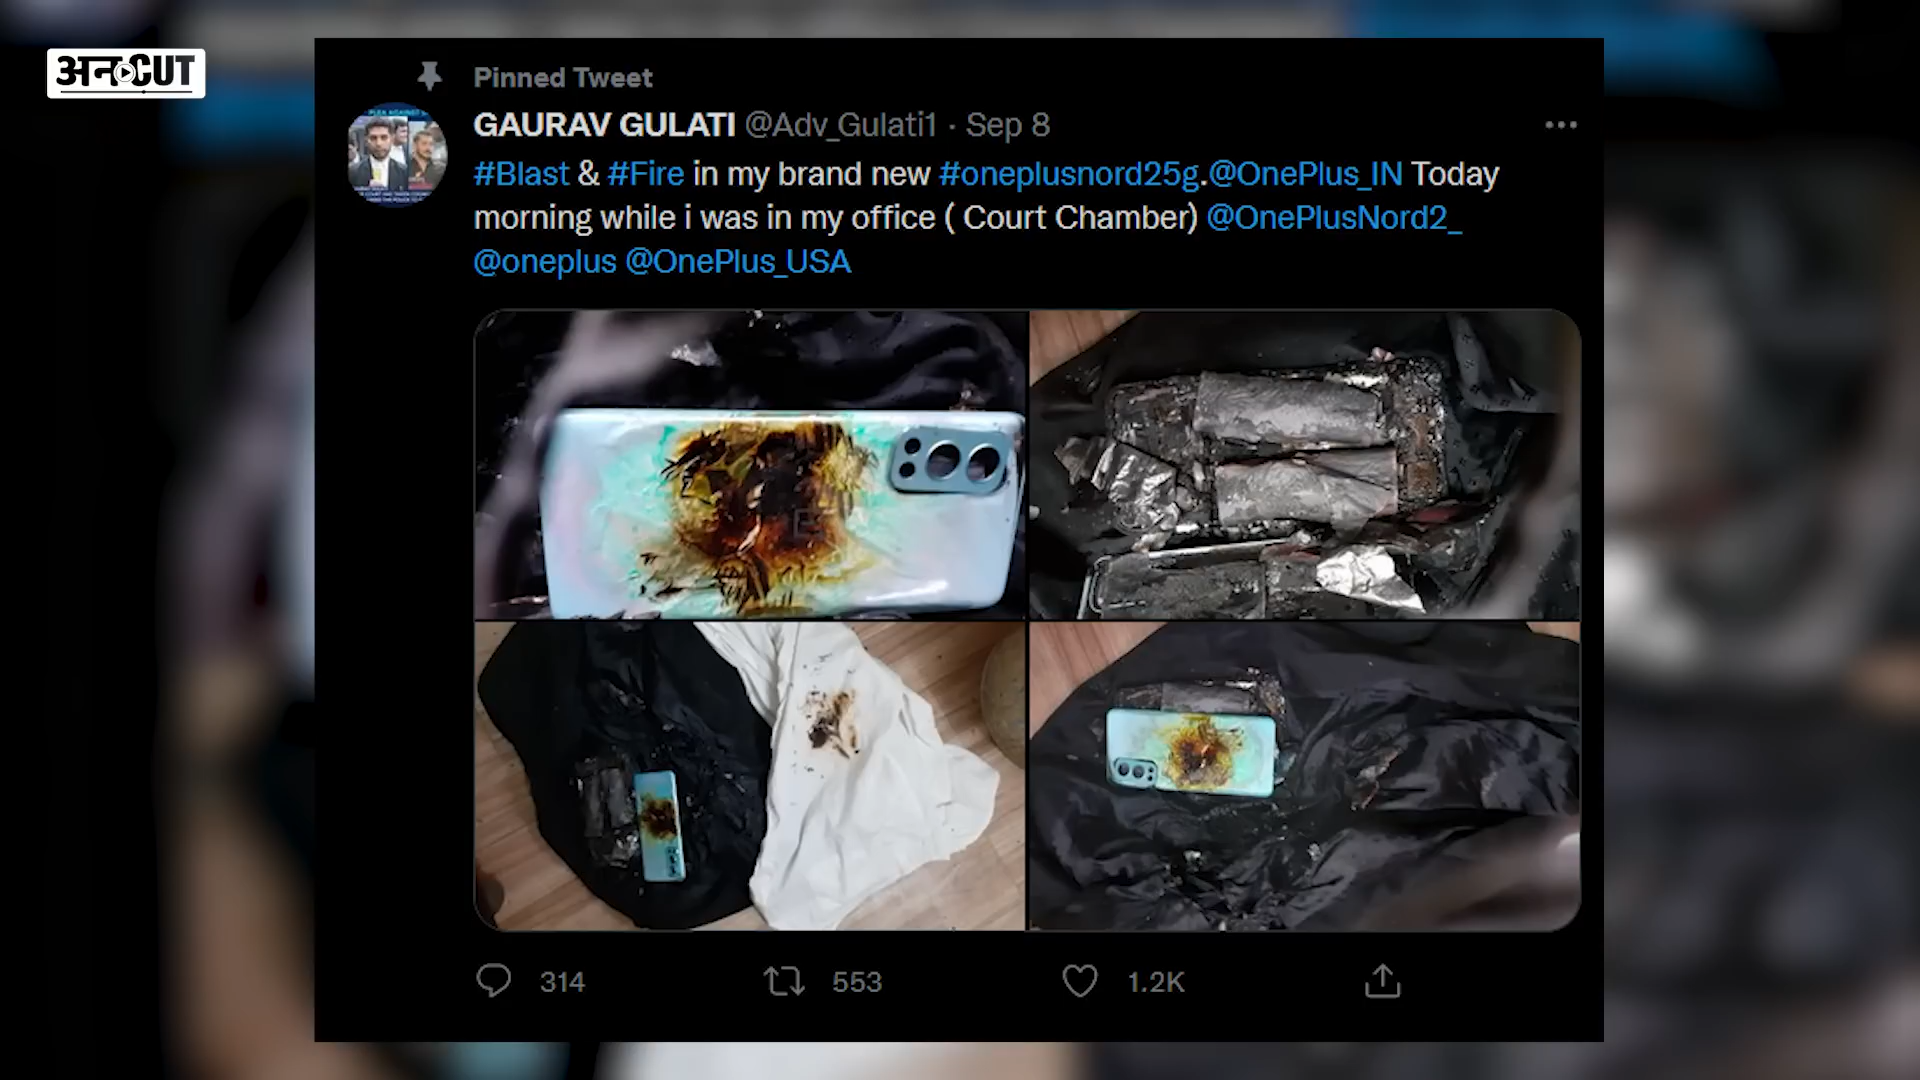 अनCUT
Pinned Tweet
GAURAV GULATI @Adv_Gulati1 · Sep 8
#Blast & #Fire in my brand new #oneplusnord25g.@OnePlus_IN Today
morning while i was in my office ( Court Chamber) @OnePlusNord2_
@oneplus @OnePlus_USA
314 553 1.2K